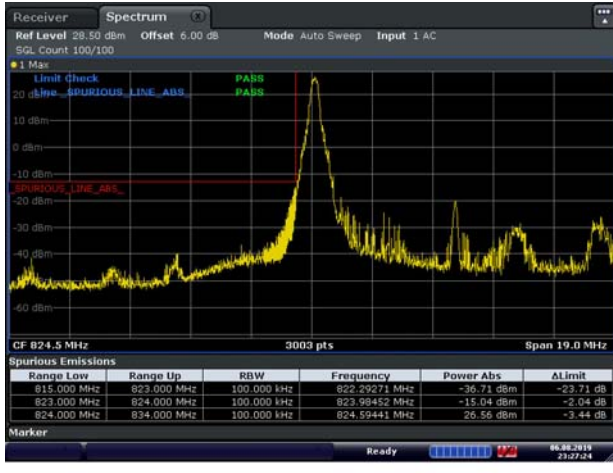 Receiver Spectrum
Ref Level 28.50 dBm Offset 6.00 dB Mode Auto Sweep Input 1 AC
SGL Count 100/100
1 Max
Limit Check PASS
20 dBm
Line _SPURIOUS_LINE_ABS_ PASS
10 dBm
0 dBm
-10 dBm
_SPURIOUS_LINE_ABS_
-20 dBm
-30 dBm
-40 dBm
-60 dBm
CF 824.5 MHz 3003 pts Span 19.0 MHz
Spurious Emissions
Range Low Range Up RBW Frequency Power Abs ΔLimit
815.000 MHz 823.000 MHz 100.000 kHz 822.29271 MHz -36.71 dBm -23.71 dB
823.000 MHz 824.000 MHz 100.000 kHz 823.98452 MHz -15.04 dBm -2.04 dB
824.000 MHz 834.000 MHz 100.000 kHz 824.59441 MHz 26.56 dBm -3.44 dB
Marker
Ready 06.08.2019
23:27:24